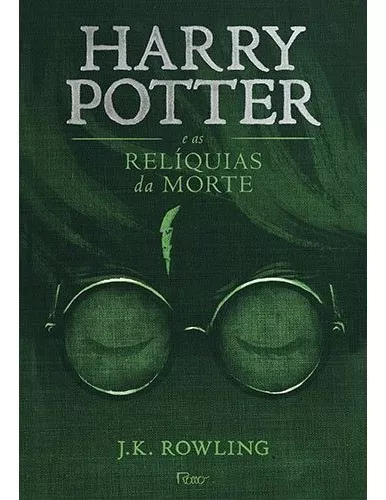 HARRY
POTTER
e as
RELÍQUIAS
da MORTE
J.K. ROWLING
Rocco